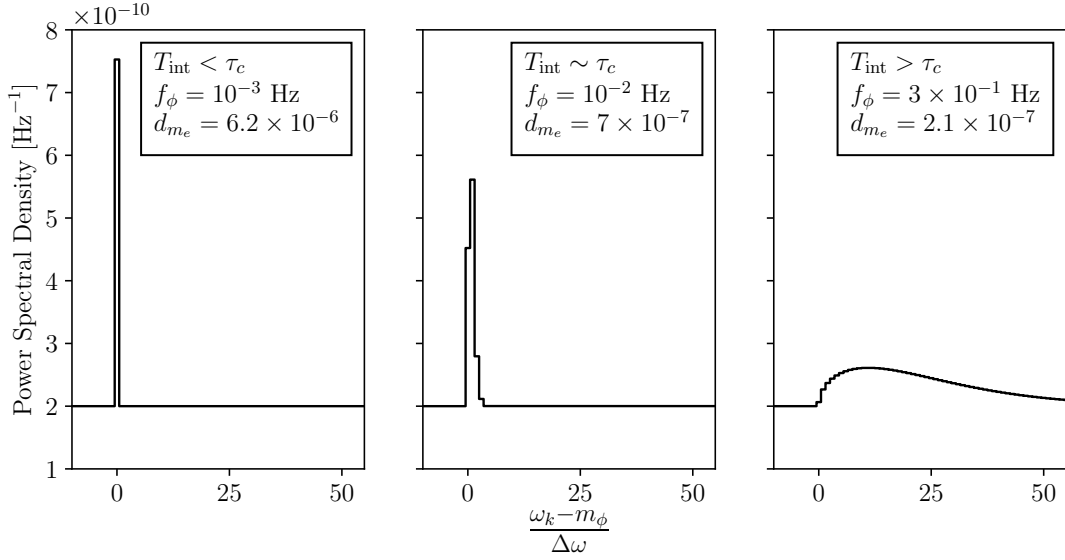 ×10⁻¹⁰
8
7
6
5
4
3
2
1
Power Spectral Density [Hz⁻¹]
T_int < τ_c
f_ϕ = 10⁻³ Hz
d_{m_e} = 6.2 × 10⁻⁶
T_int ∼ τ_c
f_ϕ = 10⁻² Hz
d_{m_e} = 7 × 10⁻⁷
T_int > τ_c
f_ϕ = 3 × 10⁻¹ Hz
d_{m_e} = 2.1 × 10⁻⁷
0 25 50
0 25 50
0 25 50
ω_k−m_ϕ
Δω